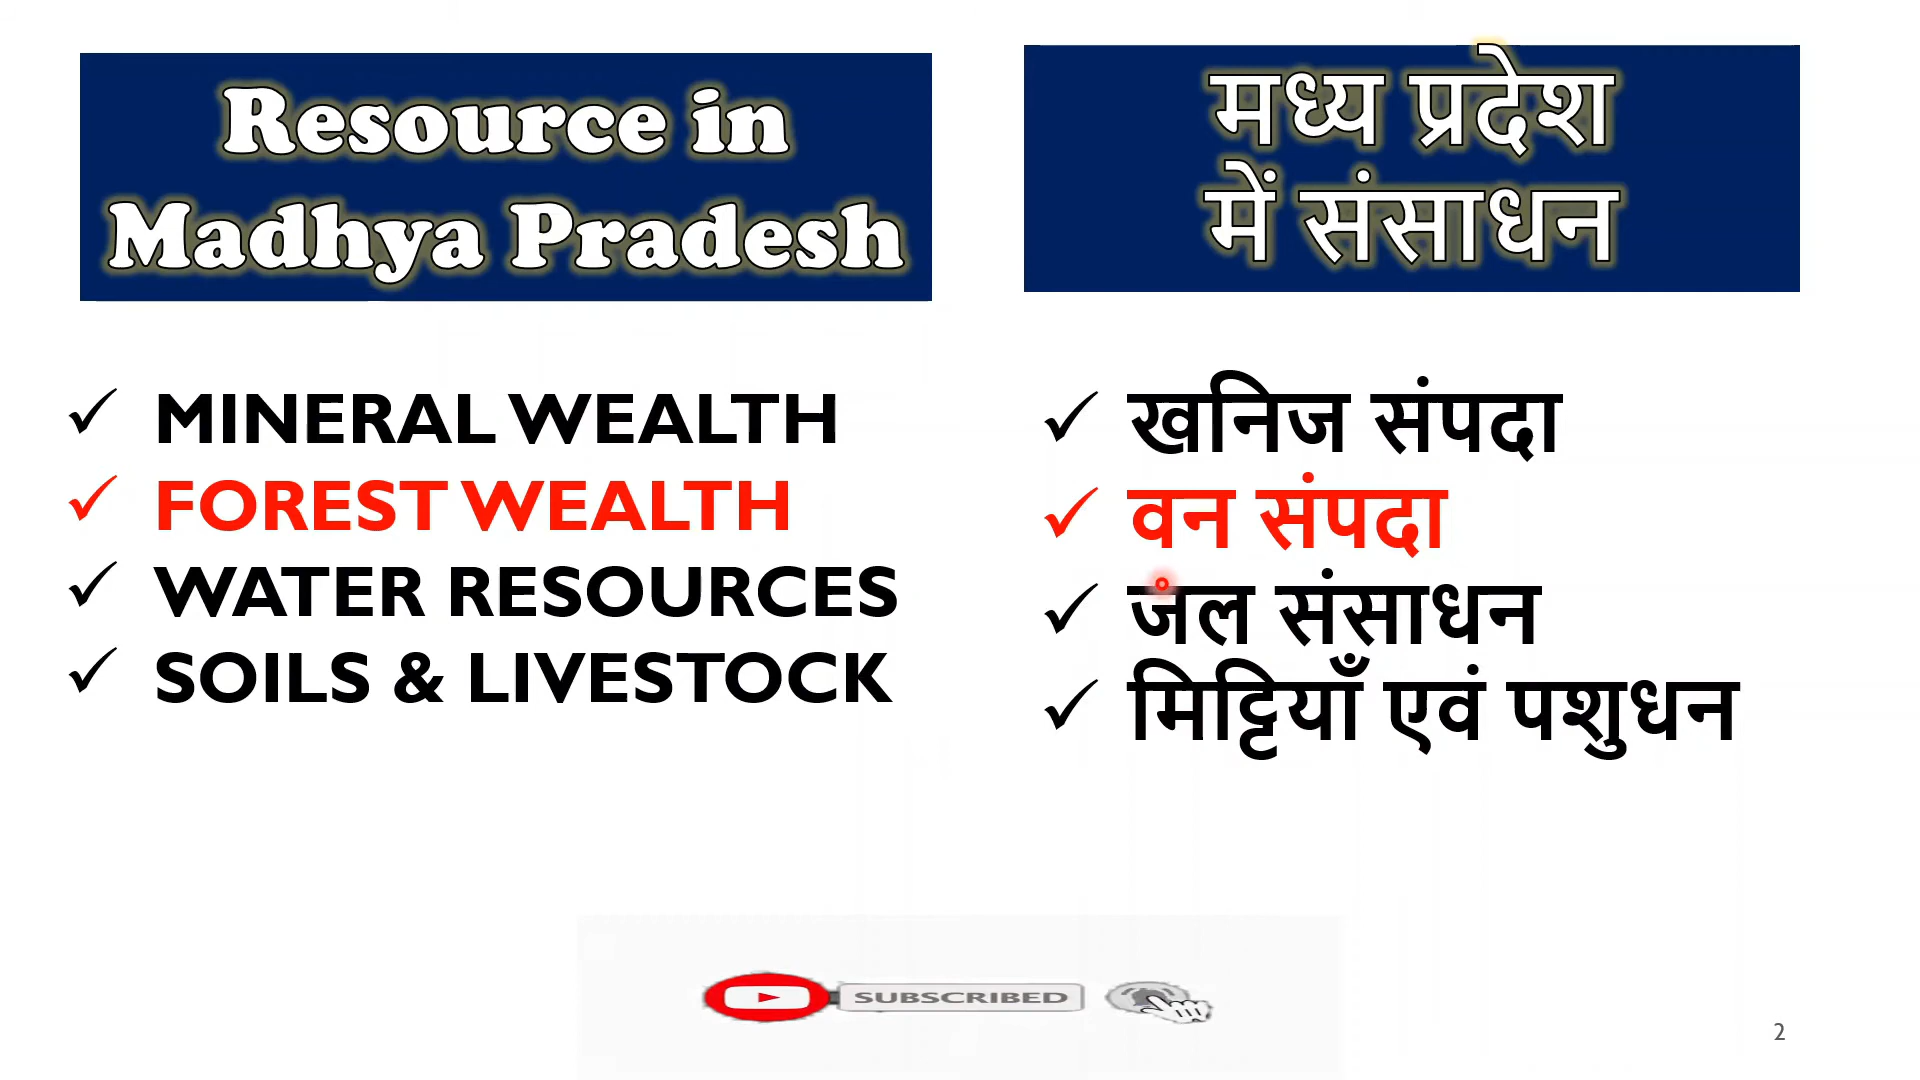 Resource in
Madhya Pradesh
MINERAL WEALTH
FOREST WEALTH
WATER RESOURCES
SOILS & LIVESTOCK
मध्य प्रदेश
में संसाधन
खनिज संपदा
वन संपदा
जल संसाधन
मिट्टियाँ एवं पशुधन
SUBSCRIBED
2